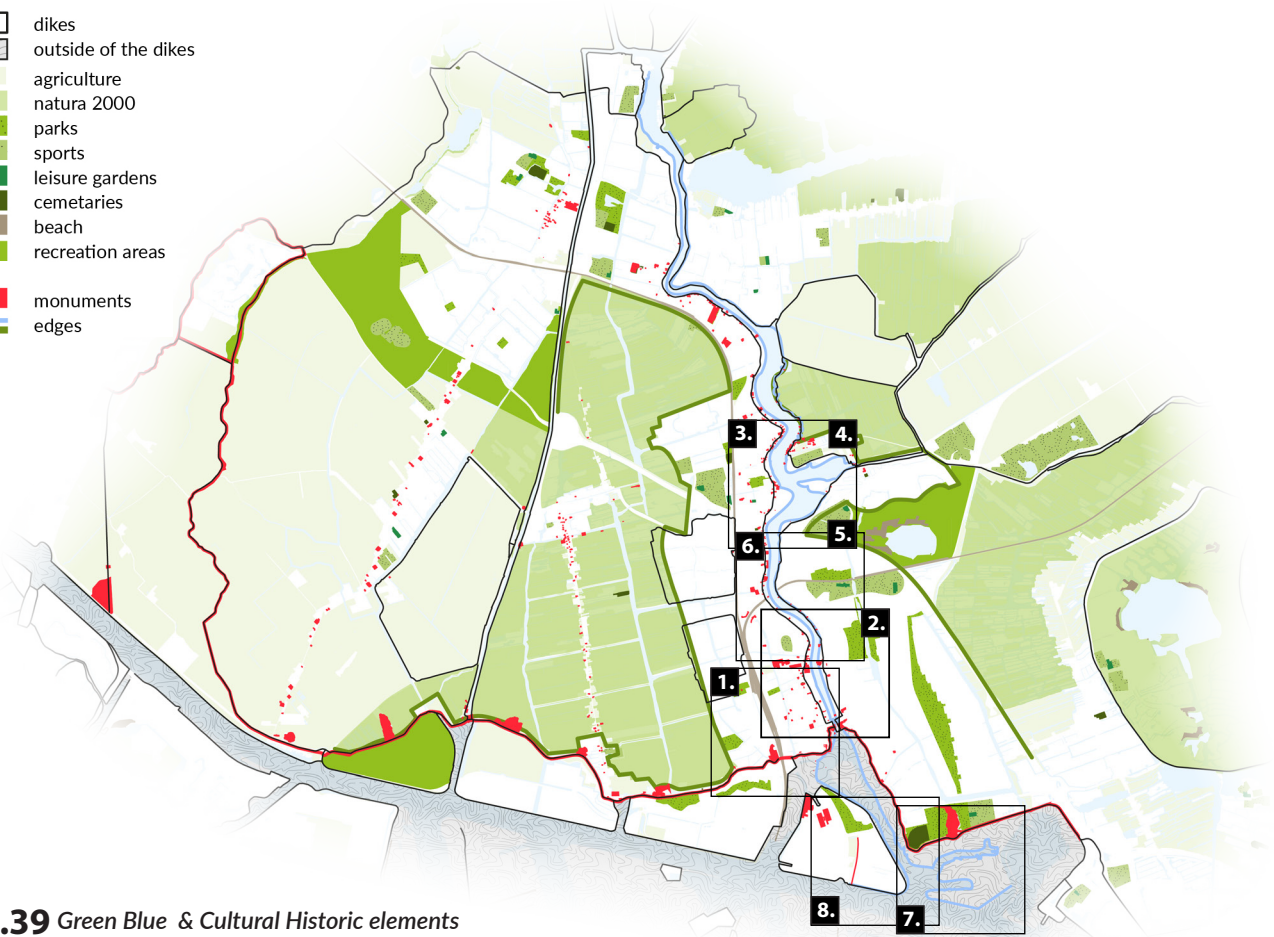 dikes
outside of the dikes
agriculture
natura 2000
parks
sports
leisure gardens
cemetaries
beach
recreation areas
monuments
edges
3.
4.
5.
6.
2.
1.
8.
7.
.39 Green Blue & Cultural Historic elements